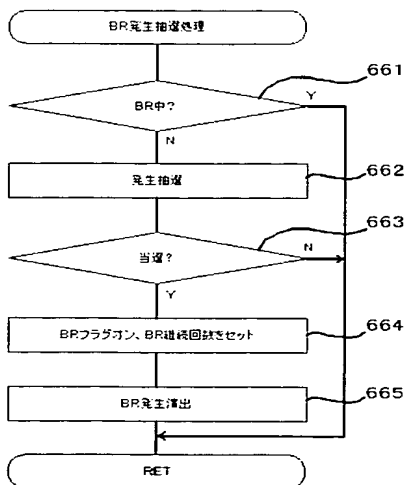 BR発生抽選処理
661
BR中?
Y
N
662
発生抽選
663
当選?
N
Y
664
BRフラグオン、BR継続回数をセット
665
BR発生演出
RET